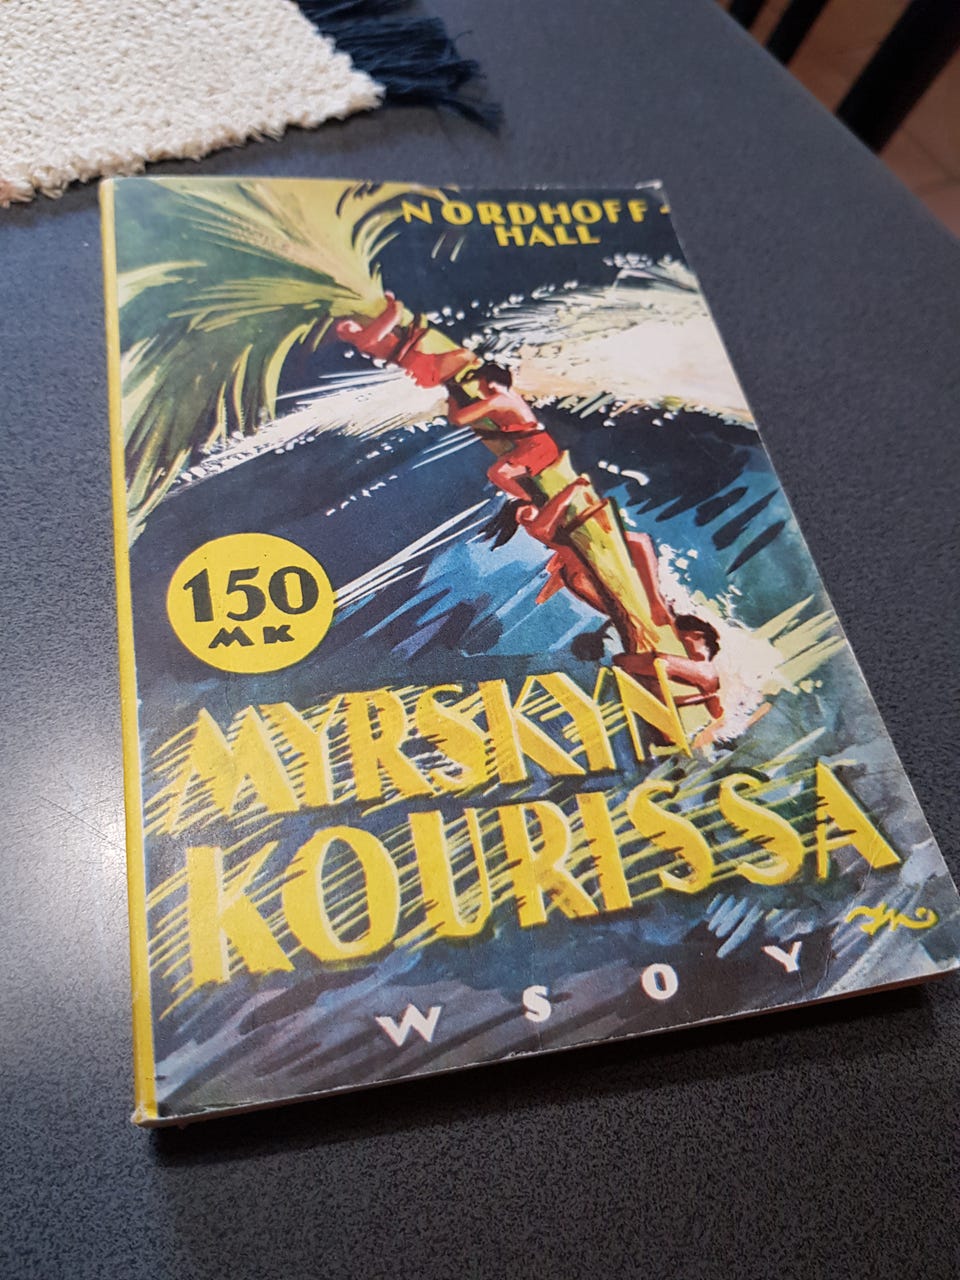 NORDHOFF-
HALL
150
MK
MYRSKYN
KOURISSA
WSOY